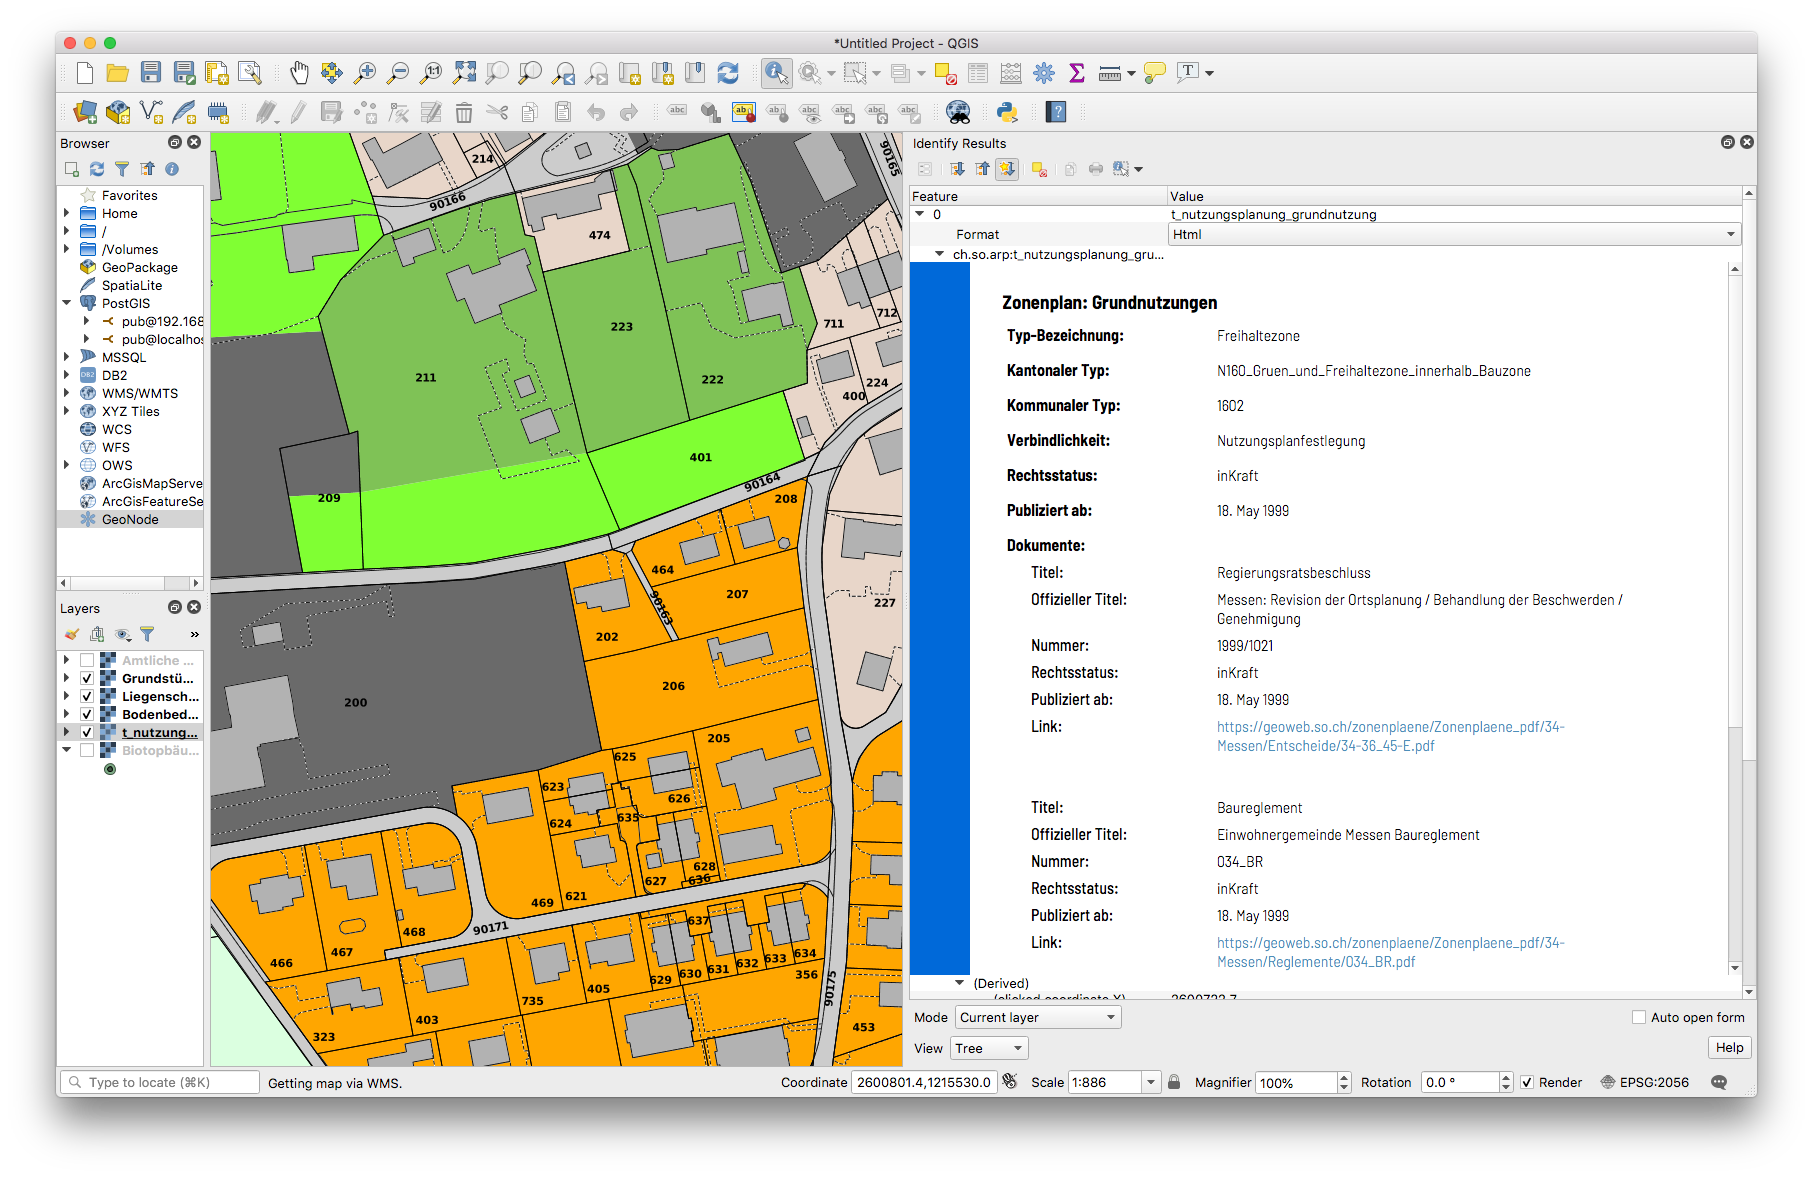 *Untitled Project - QGIS
1:1
T
abc
ab
ab
abc
abc
abc
abc
?
Browser
Favorites
Home
/
/Volumes
GeoPackage
SpatiaLite
PostGIS
pub@192.168
pub@localhos
MSSQL
DB2
WMS/WMTS
XYZ Tiles
WCS
WFS
OWS
ArcGisMapServe
ArcGisFeatureSe
GeoNode
Layers
»
Amtliche ...
Grundstü...
Liegensch...
Bodenbed...
t_nutzung...
Biotopbäu...
214
90166
90165
474
223
211
222
711
712
224
400
401
209
90164
208
464
207
90163
202
227
206
200
205
625
623
626
624
635
628
627
636
469
621
468
467
466
90171
637
634
633
632
631
630
629
356
405
735
403
323
90175
453
Identify Results
Feature Value
0 t_nutzungsplanung_grundnutzung
Format Html
ch.so.arp:t_nutzungsplanung_gru...
Zonenplan: Grundnutzungen
Typ-Bezeichnung: Freihaltezone
Kantonaler Typ: N160_Gruen_und_Freihaltezone_innerhalb_Bauzone
Kommunaler Typ: 1602
Verbindlichkeit: Nutzungsplanfestlegung
Rechtsstatus: inKraft
Publiziert ab: 18. May 1999
Dokumente:
Titel: Regierungsratsbeschluss
Offizieller Titel: Messen: Revision der Ortsplanung / Behandlung der Beschwerden /
Genehmigung
Nummer: 1999/1021
Rechtsstatus: inKraft
Publiziert ab: 18. May 1999
Link: https://geoweb.so.ch/zonenplaene/Zonenplaene_pdf/34-
Messen/Entscheide/34-36_45-E.pdf
Titel: Baureglement
Offizieller Titel: Einwohnergemeinde Messen Baureglement
Nummer: 034_BR
Rechtsstatus: inKraft
Publiziert ab: 18. May 1999
Link: https://geoweb.so.ch/zonenplaene/Zonenplaene_pdf/34-
Messen/Reglemente/034_BR.pdf
(Derived)
(clicked coordinate X) 2600722.7
Mode Current layer Auto open form
View Tree Help
Type to locate (⌘K) Getting map via WMS. Coordinate 2600801.4,1215530.0 Scale 1:886 Magnifier 100% Rotation 0.0 ° Render EPSG:2056